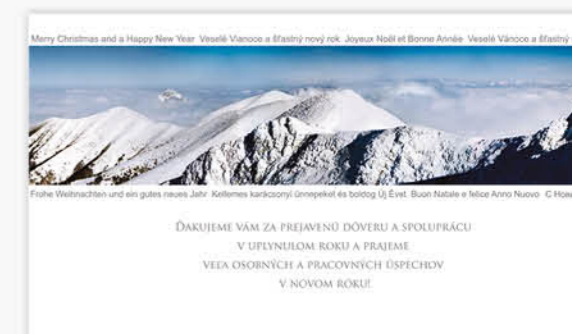 Merry Christmas and a Happy New Year Veselé Vianoce a šťastný nový rok Joyeux Noël et Bonne Année Veselé Vánoce a šťastný
Frohe Weihnachten und ein gutes neues Jahr Kellemes karácsonyi ünnepeket és boldog Új Évet Buon Natale e felice Anno Nuovo С
ĎAKUJEME VÁM ZA PREJAVENÚ DÔVERU A SPOLUPRÁCU
V UPLYNULOM ROKU A PRAJEME
VEĽA OSOBNÝCH A PRACOVNÝCH ÚSPECHOV
V NOVOM ROKU!